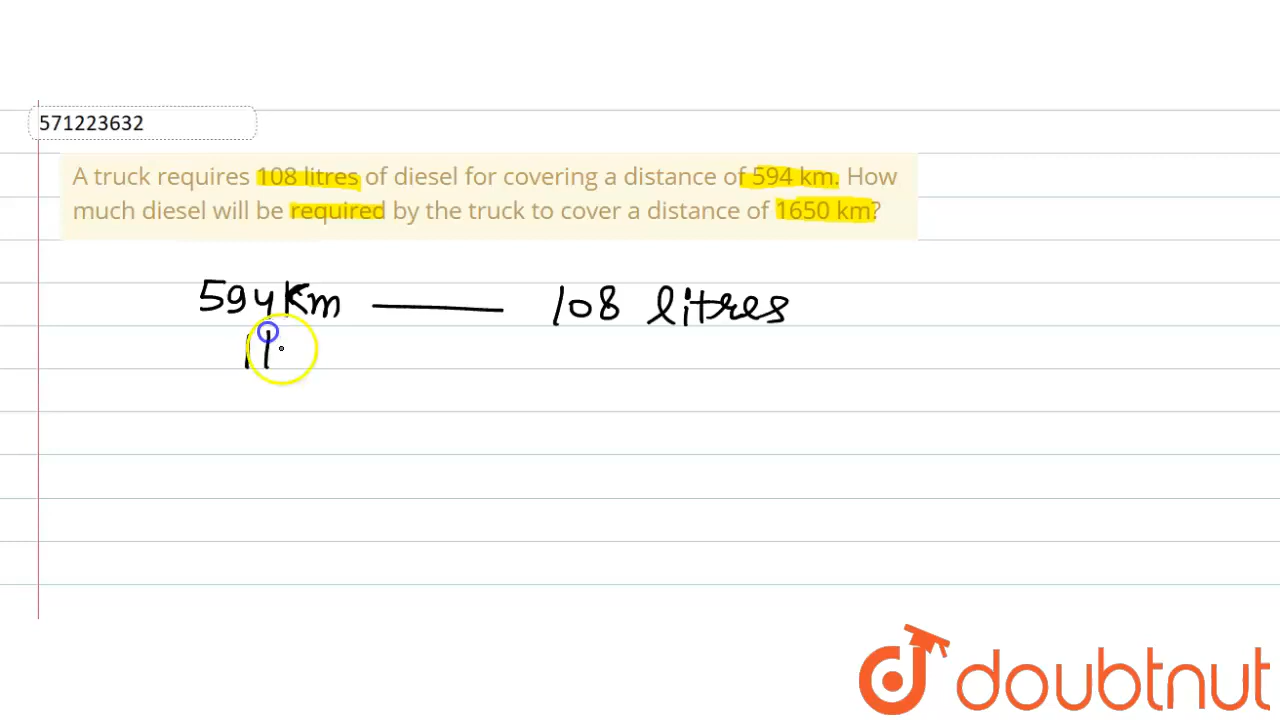 571223632
A truck requires 108 litres of diesel for covering a distance of 594 km. How
much diesel will be required by the truck to cover a distance of 1650 km?
594 Km — 108 litres
doubtnut